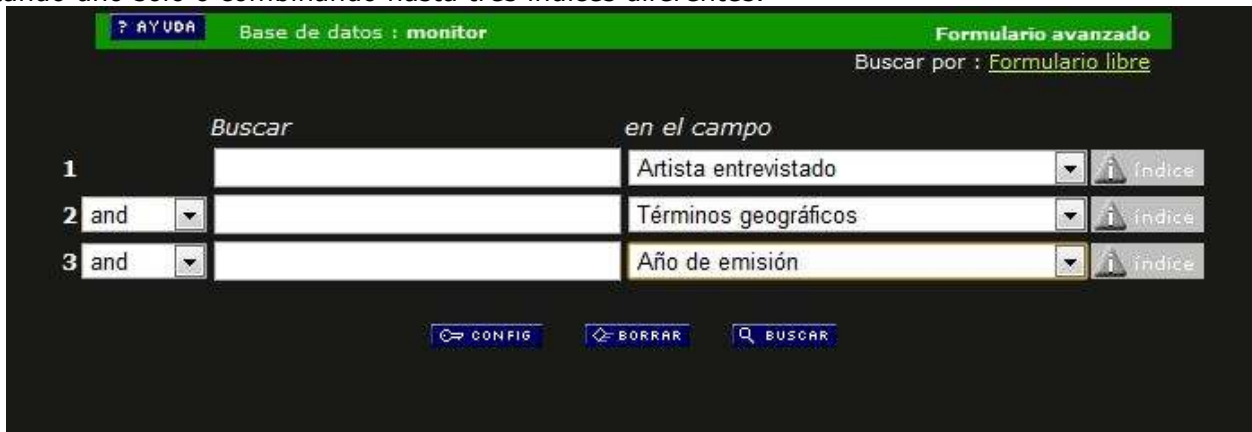 ? AYUDA Base de datos : monitor Formulario avanzado
Buscar por : Formulario libre
Buscar en el campo
1 Artista entrevistado índice
2 and Términos geográficos índice
3 and Año de emisión índice
CONFIG BORRAR BUSCAR